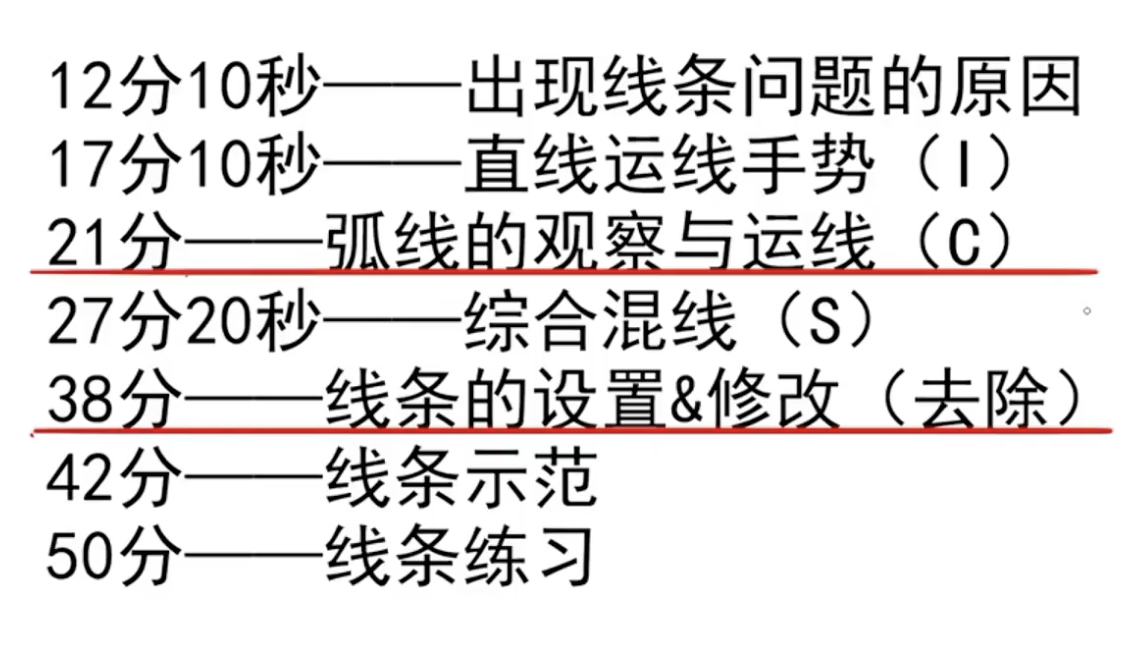 12分10秒——出现线条问题的原因
17分10秒——直线运线手势（I）
21分——弧线的观察与运线（C）
27分20秒——综合混线（S）
38分——线条的设置&修改（去除）
42分——线条示范
50分——线条练习